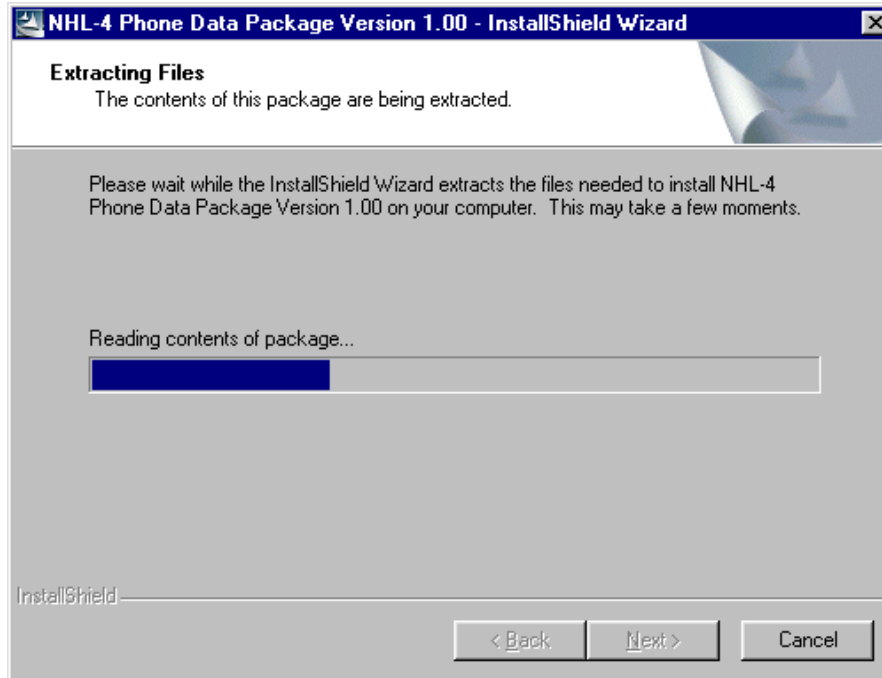 NHL-4 Phone Data Package Version 1.00 - InstallShield Wizard
Extracting Files
The contents of this package are being extracted.
Please wait while the InstallShield Wizard extracts the files needed to install NHL-4
Phone Data Package Version 1.00 on your computer.  This may take a few moments.
Reading contents of package...
InstallShield
< Back
Next >
Cancel